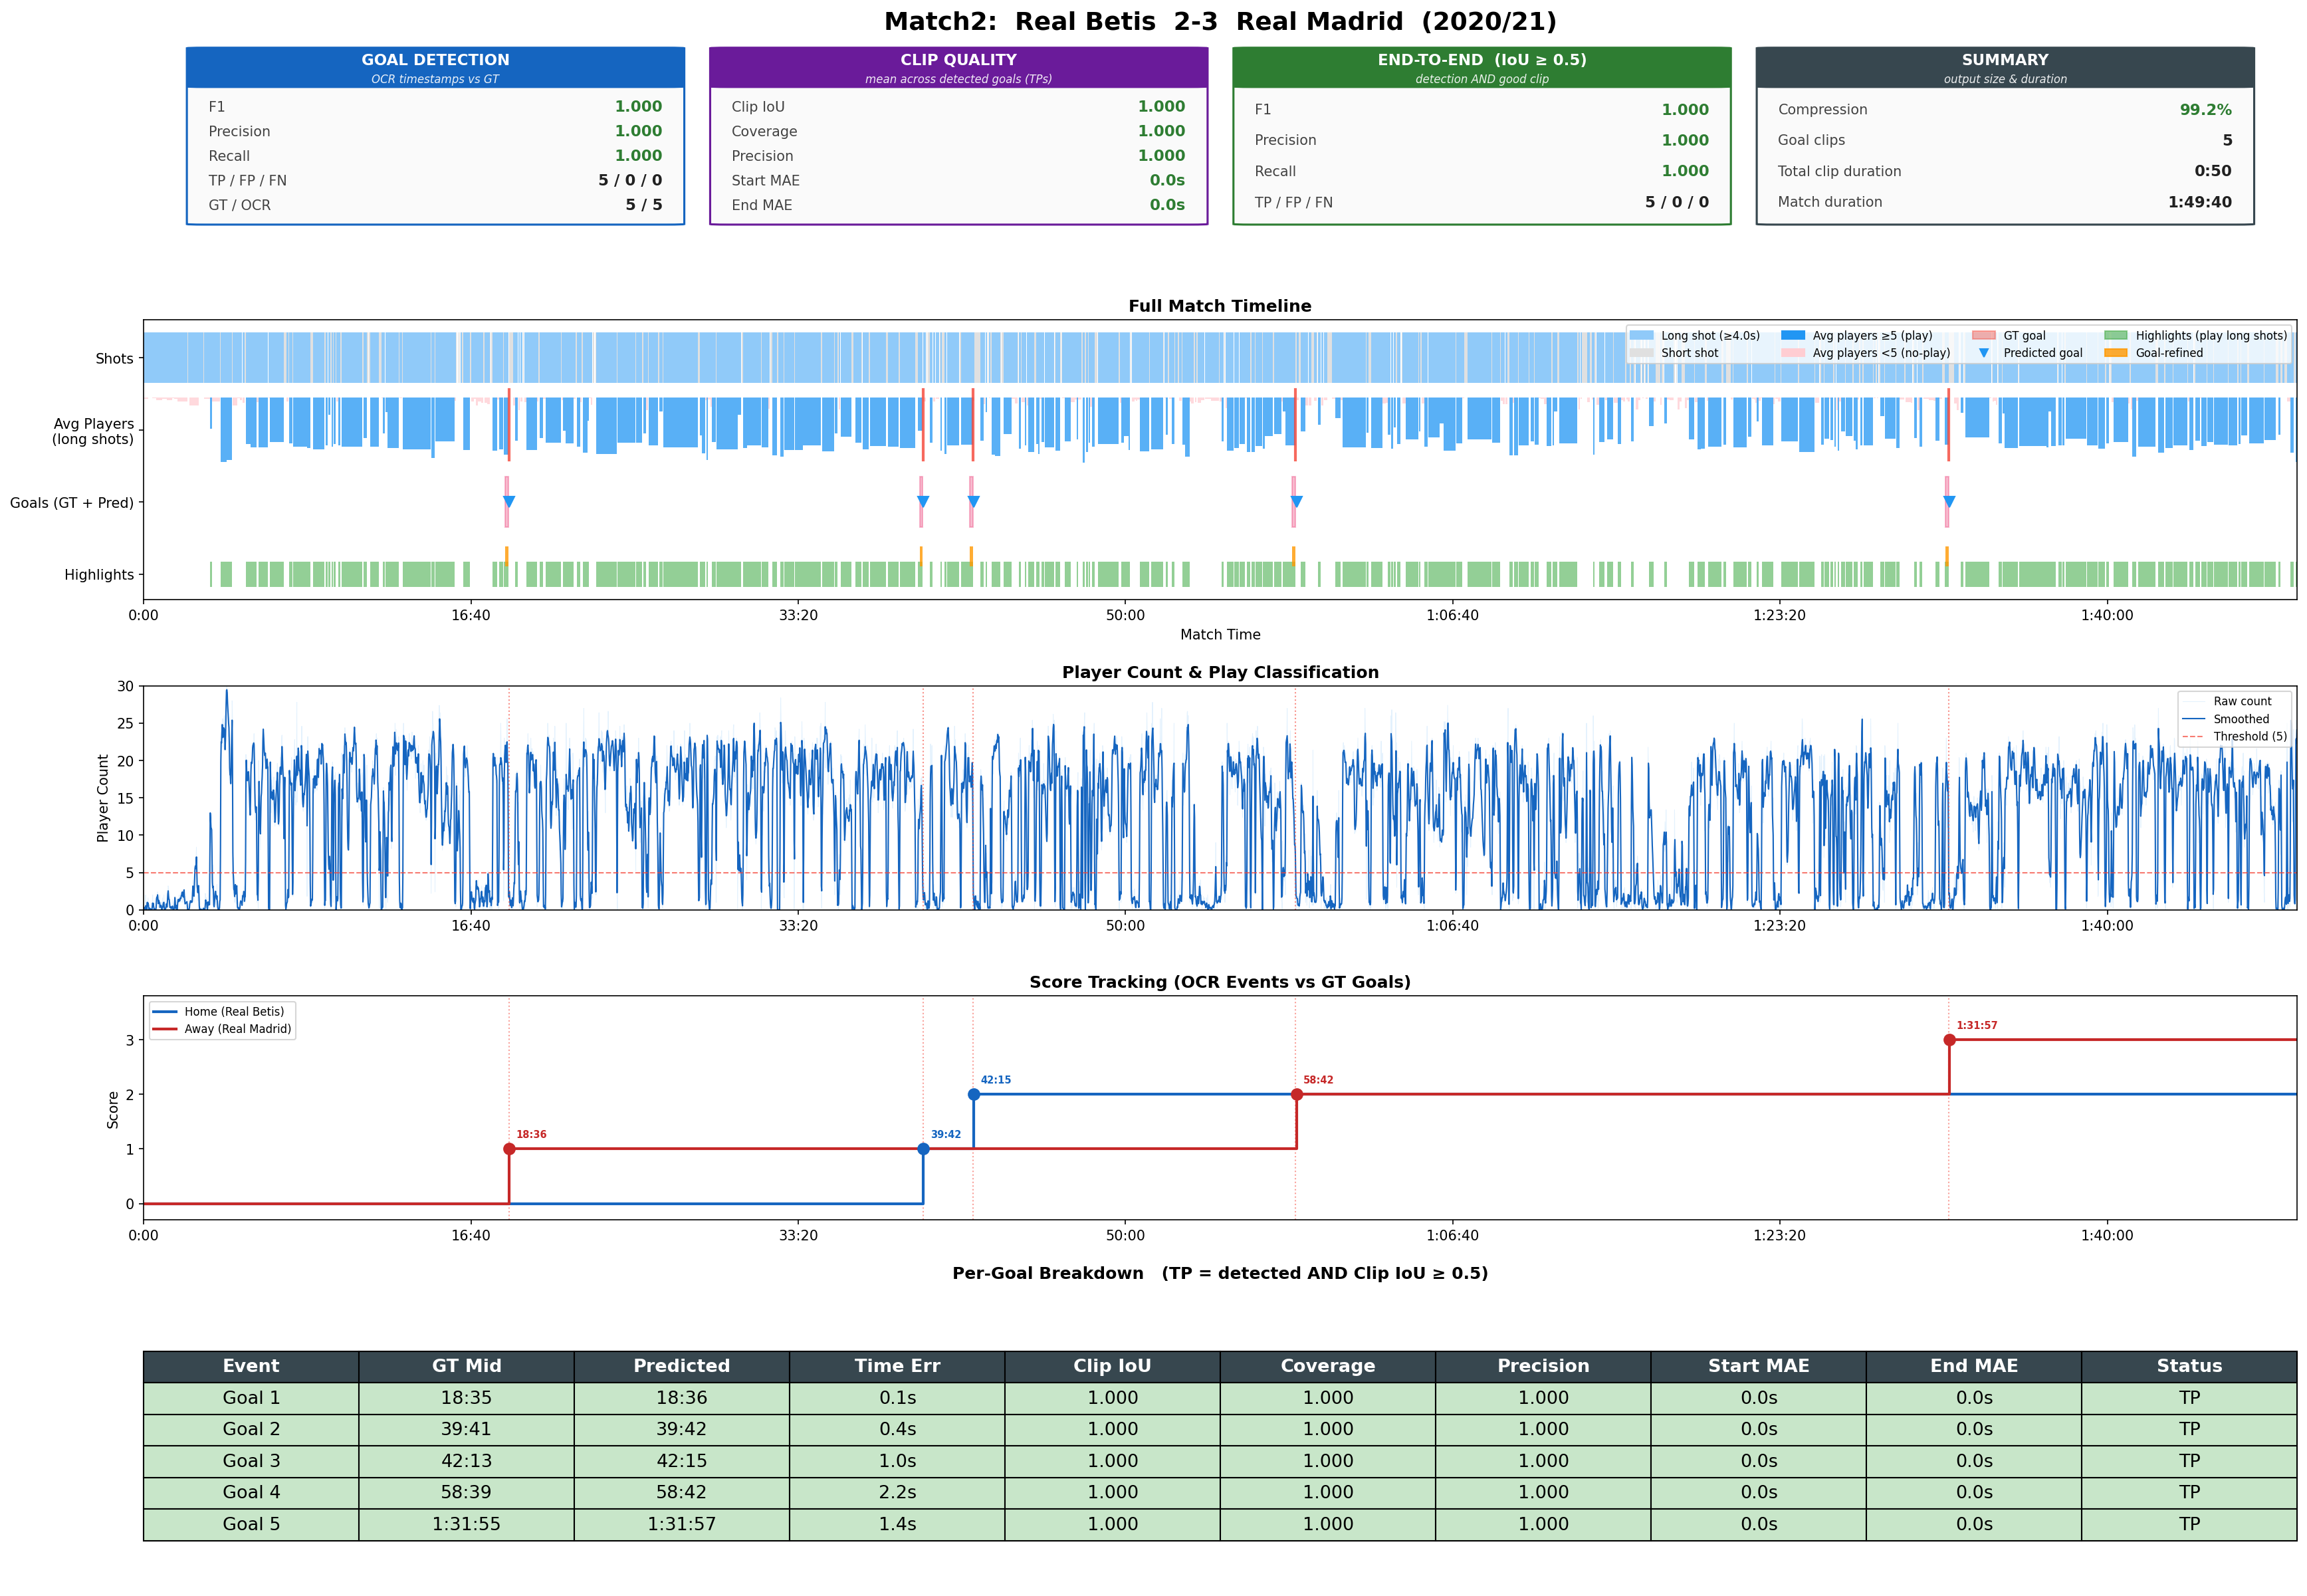 Match2:  Real Betis  2-3  Real Madrid  (2020/21)
GOAL DETECTION
OCR timestamps vs GT
F1 1.000
Precision 1.000
Recall 1.000
TP / FP / FN 5 / 0 / 0
GT / OCR 5 / 5
CLIP QUALITY
mean across detected goals (TPs)
Clip IoU 1.000
Coverage 1.000
Precision 1.000
Start MAE 0.0s
End MAE 0.0s
END-TO-END  (IoU ≥ 0.5)
detection AND good clip
F1 1.000
Precision 1.000
Recall 1.000
TP / FP / FN 5 / 0 / 0
SUMMARY
output size & duration
Compression 99.2%
Goal clips 5
Total clip duration 0:50
Match duration 1:49:40
Full Match Timeline
Long shot (≥4.0s)
Short shot
Avg players ≥5 (play)
Avg players <5 (no-play)
GT goal
Predicted goal
Highlights (play long shots)
Goal-refined
Shots
Avg Players
(long shots)
Goals (GT + Pred)
Highlights
0:00 16:40 33:20 50:00 1:06:40 1:23:20 1:40:00
Match Time
Player Count & Play Classification
Raw count
Smoothed
Threshold (5)
Player Count
30
25
20
15
10
5
0
0:00 16:40 33:20 50:00 1:06:40 1:23:20 1:40:00
Score Tracking (OCR Events vs GT Goals)
Home (Real Betis)
Away (Real Madrid)
Score
3
2
1
0
18:36
39:42
42:15
58:42
1:31:57
0:00 16:40 33:20 50:00 1:06:40 1:23:20 1:40:00
Per-Goal Breakdown   (TP = detected AND Clip IoU ≥ 0.5)
Event GT Mid Predicted Time Err Clip IoU Coverage Precision Start MAE End MAE Status
Goal 1 18:35 18:36 0.1s 1.000 1.000 1.000 0.0s 0.0s TP
Goal 2 39:41 39:42 0.4s 1.000 1.000 1.000 0.0s 0.0s TP
Goal 3 42:13 42:15 1.0s 1.000 1.000 1.000 0.0s 0.0s TP
Goal 4 58:39 58:42 2.2s 1.000 1.000 1.000 0.0s 0.0s TP
Goal 5 1:31:55 1:31:57 1.4s 1.000 1.000 1.000 0.0s 0.0s TP